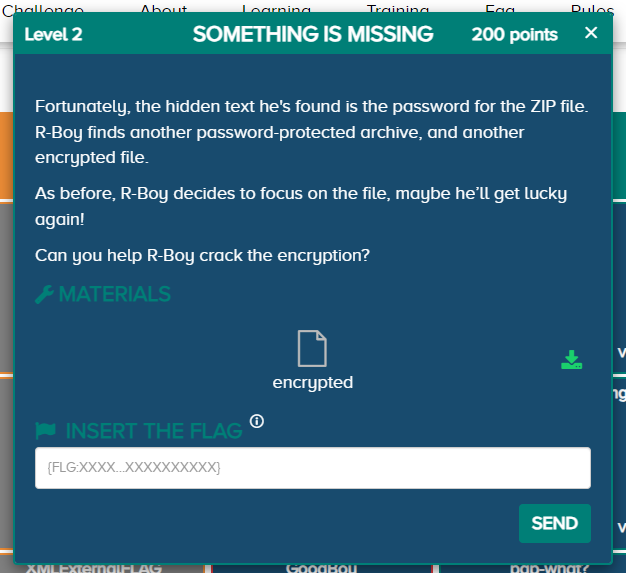 Challenge About Learning Training Faq Rules
Level 2 SOMETHING IS MISSING 200 points ×
Fortunately, the hidden text he's found is the password for the ZIP file.
R-Boy finds another password-protected archive, and another
encrypted file.
As before, R-Boy decides to focus on the file, maybe he’ll get lucky
again!
Can you help R-Boy crack the encryption?
MATERIALS
encrypted
INSERT THE FLAG
{FLG:XXXX...XXXXXXXXXX}
SEND
XMLExternalFLAG GoodBoy pap-what?